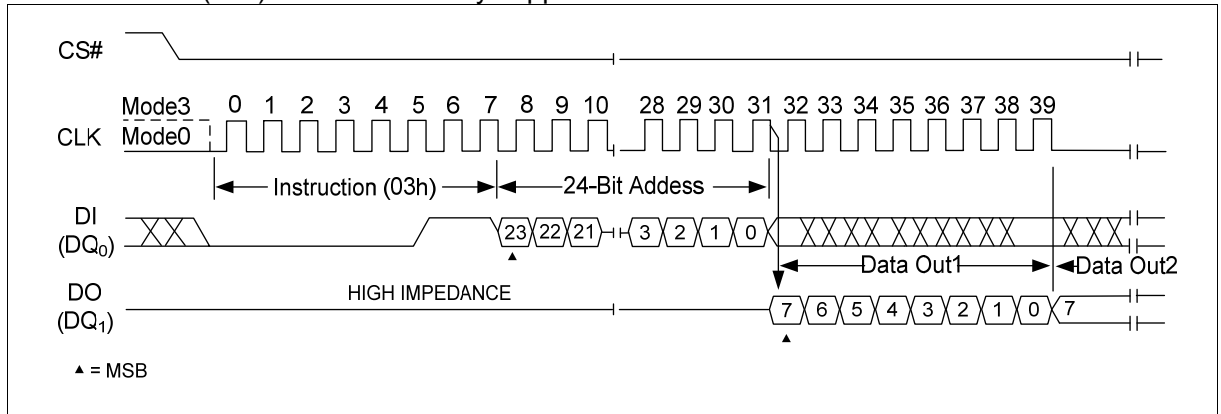 CS#
Mode3 0 1 2 3 4 5 6 7 8 9 10 28 29 30 31 32 33 34 35 36 37 38 39
CLK Mode0
Instruction (03h) 24-Bit Addess
DI
(DQ0) 23 22 21 3 2 1 0
Data Out1 Data Out2
HIGH IMPEDANCE
DO
(DQ1) 7 6 5 4 3 2 1 0 7
▲ = MSB